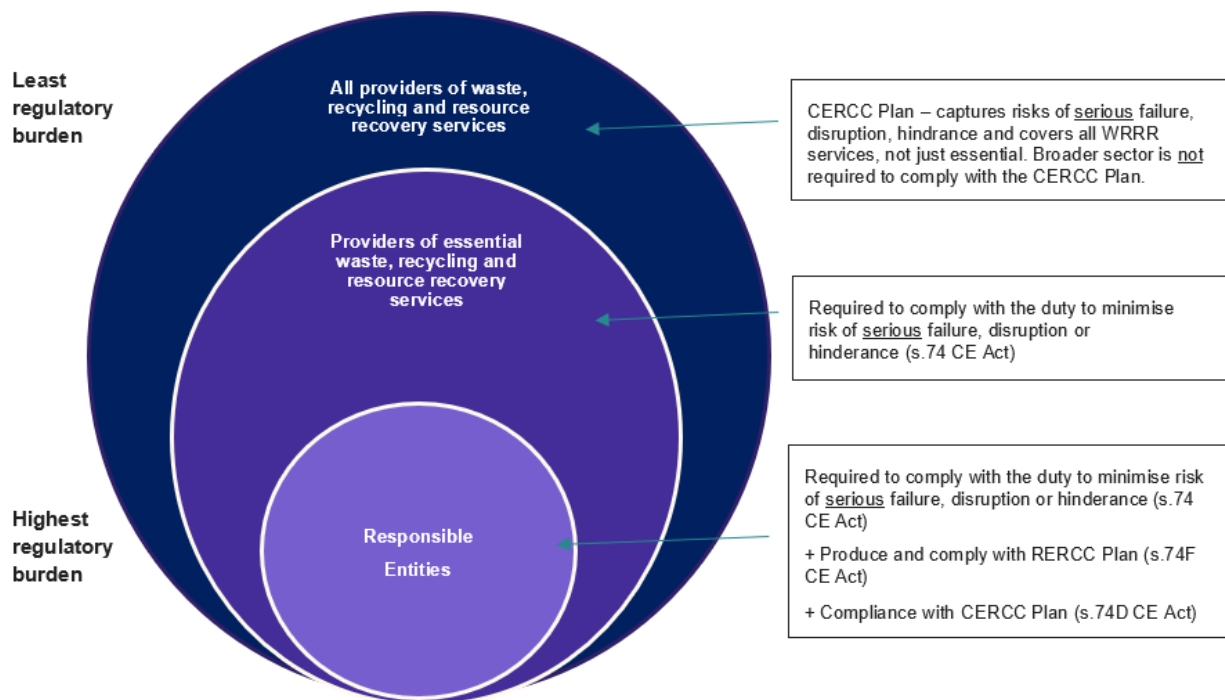 Least
regulatory
burden
All providers of waste,
recycling and resource
recovery services
CERCC Plan – captures risks of serious failure,
disruption, hindrance and covers all WRRR
services, not just essential. Broader sector is not
required to comply with the CERCC Plan.
Providers of essential
waste, recycling and
resource recovery
services
Required to comply with the duty to minimise
risk of serious failure, disruption or
hinderance (s.74 CE Act)
Highest
regulatory
burden
Responsible
Entities
Required to comply with the duty to minimise risk
of serious failure, disruption or hinderance (s.74
CE Act)
+ Produce and comply with RERCC Plan (s.74F
CE Act)
+ Compliance with CERCC Plan (s.74D CE Act)